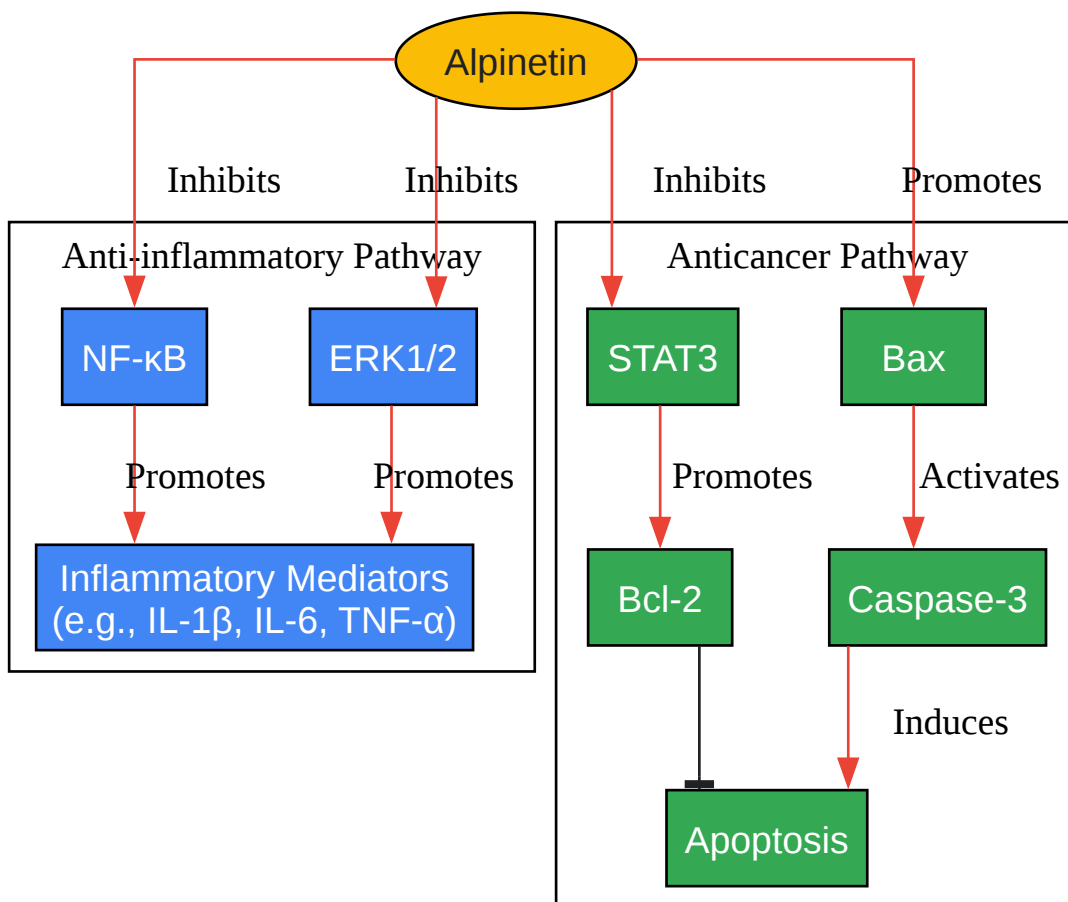 Alpinetin
Inhibits
Inhibits
Inhibits
Promotes
Anti-inflammatory Pathway
Anticancer Pathway
NF-κB
ERK1/2
STAT3
Bax
Promotes
Promotes
Promotes
Activates
Inflammatory Mediators
(e.g., IL-1β, IL-6, TNF-α)
Bcl-2
Caspase-3
Induces
Apoptosis